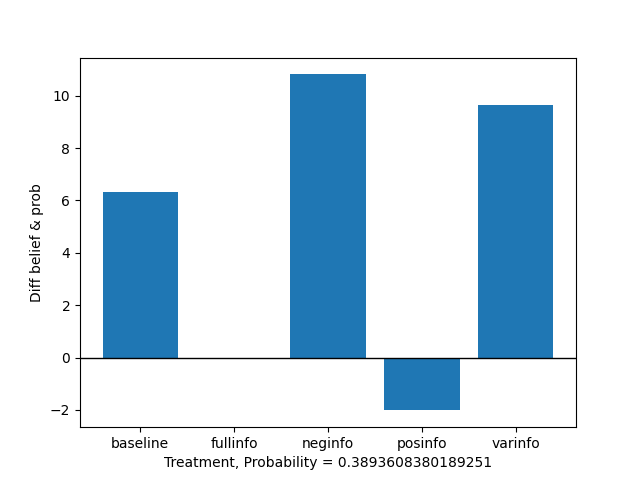 10
8
6
4
2
0
−2
Diff belief & prob
baseline fullinfo neginfo posinfo varinfo
Treatment, Probability = 0.3893608380189251